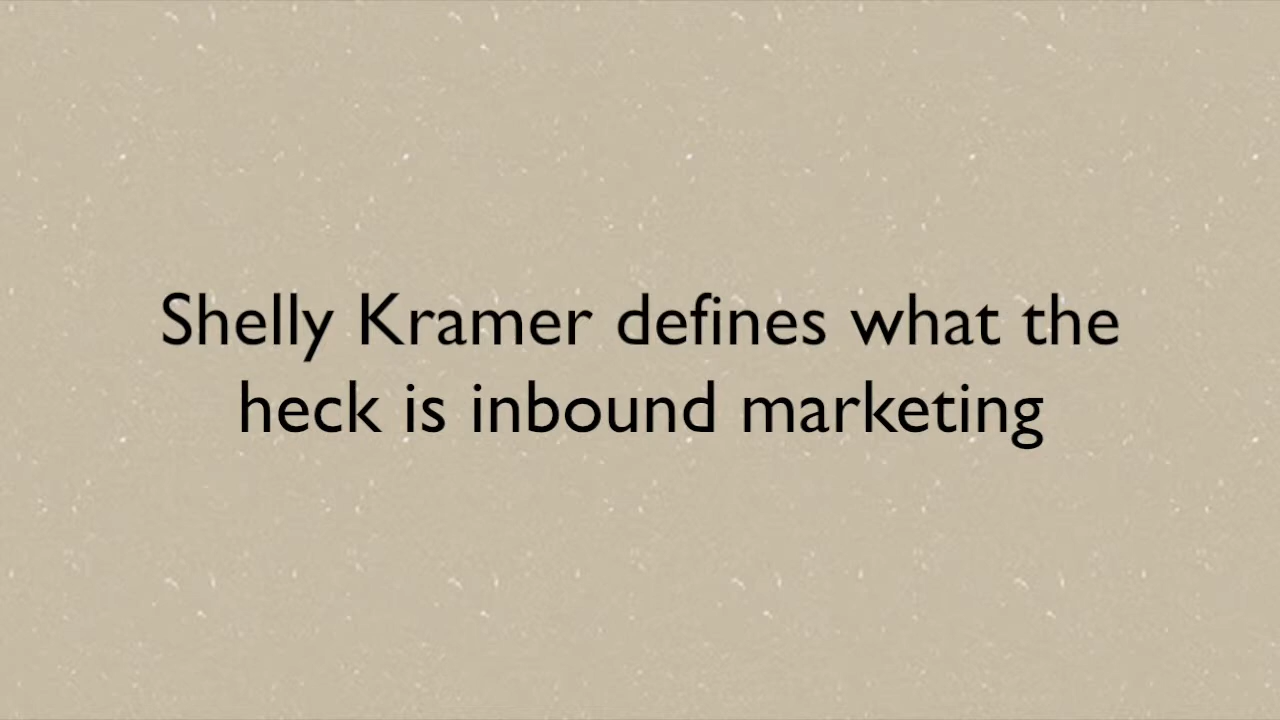 Shelly Kramer defines what the
heck is inbound marketing